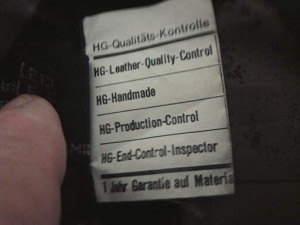 HG-Qualitäts-Kontrolle
HG-Leather-Quality-Control
HG-Handmade
HG-Production-Control
HG-End-Control-Inspector
1 Jahr Garantie auf Materia